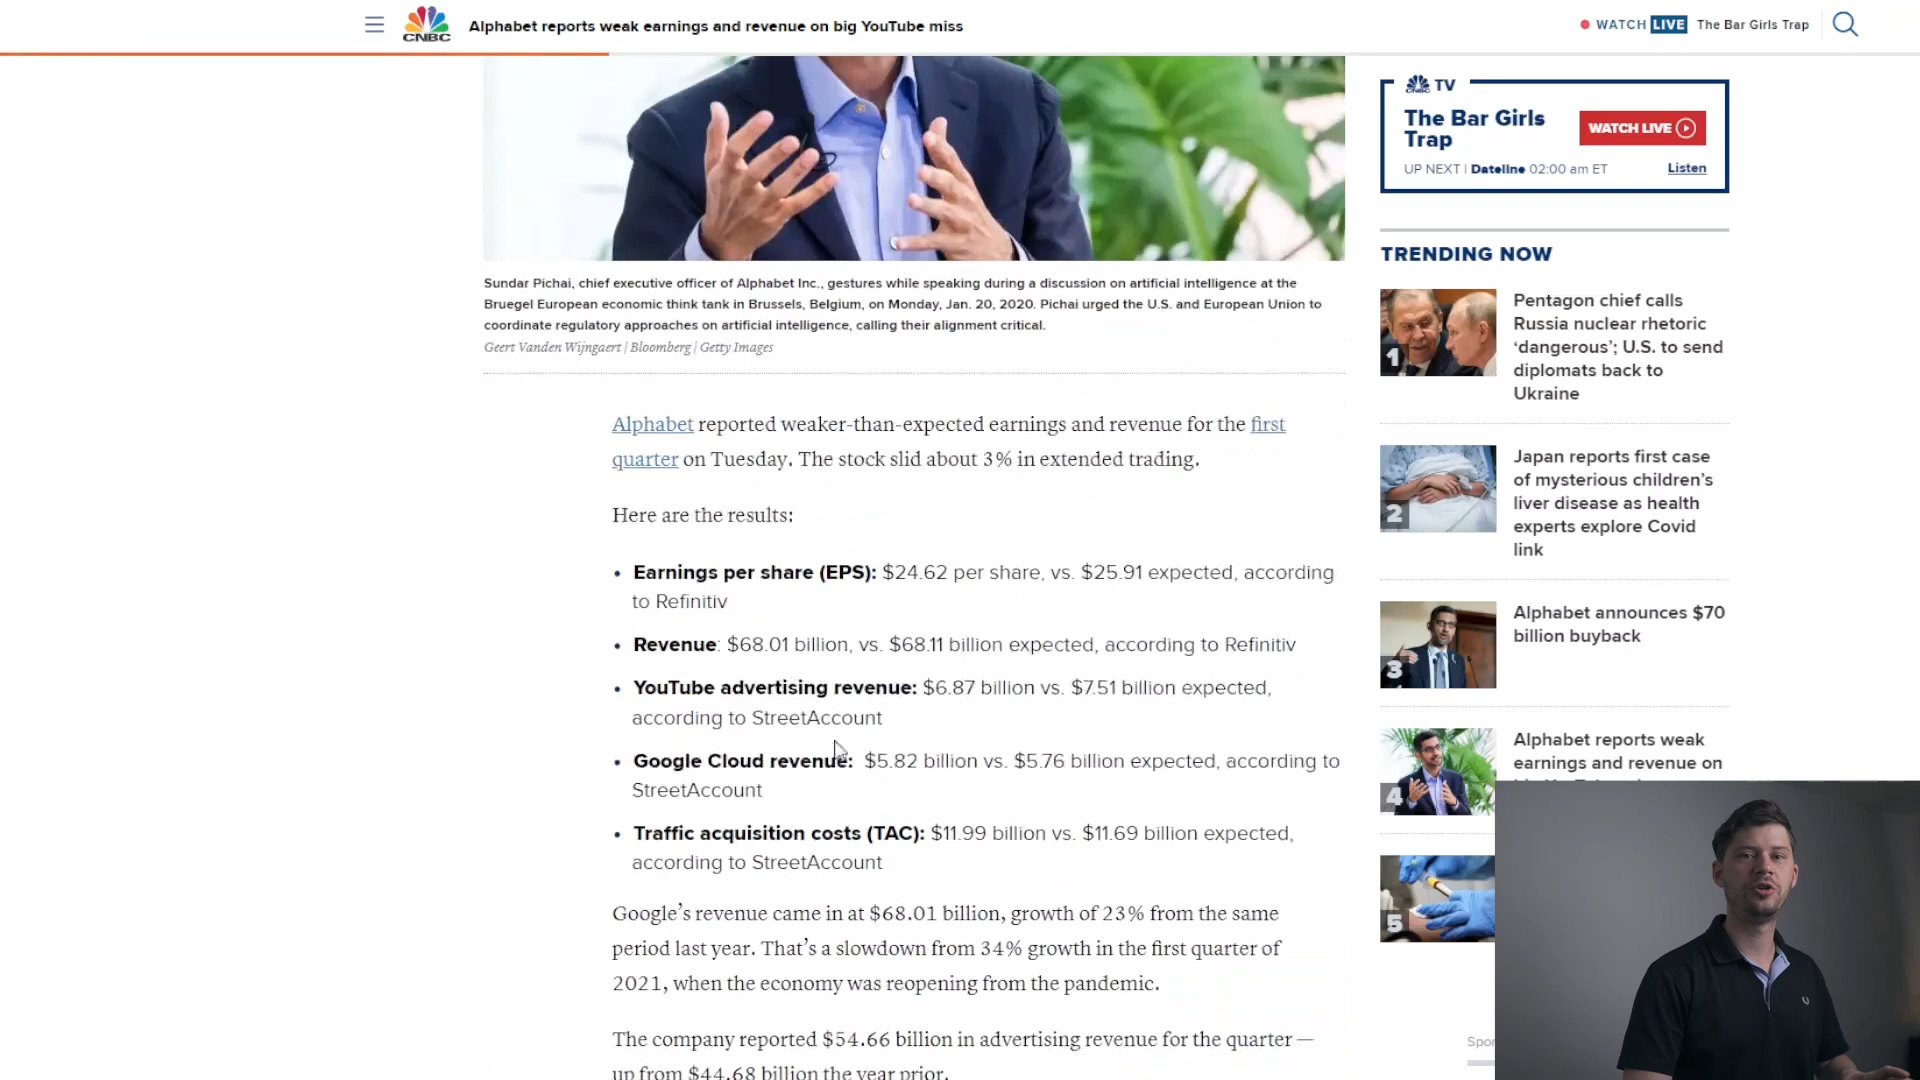 CNBC
Alphabet reports weak earnings and revenue on big YouTube miss
WATCH LIVE The Bar Girls Trap
Sundar Pichai, chief executive officer of Alphabet Inc., gestures while speaking during a discussion on artificial intelligence at the
Bruegel European economic think tank in Brussels, Belgium, on Monday, Jan. 20, 2020. Pichai urged the U.S. and European Union to
coordinate regulatory approaches on artificial intelligence, calling their alignment critical.
Geert Vanden Wijngaert | Bloomberg | Getty Images
Alphabet reported weaker-than-expected earnings and revenue for the first
quarter on Tuesday. The stock slid about 3% in extended trading.
Here are the results:
• Earnings per share (EPS): $24.62 per share, vs. $25.91 expected, according
to Refinitiv
• Revenue: $68.01 billion, vs. $68.11 billion expected, according to Refinitiv
• YouTube advertising revenue: $6.87 billion vs. $7.51 billion expected,
according to StreetAccount
• Google Cloud revenue: $5.82 billion vs. $5.76 billion expected, according to
StreetAccount
• Traffic acquisition costs (TAC): $11.99 billion vs. $11.69 billion expected,
according to StreetAccount
Google’s revenue came in at $68.01 billion, growth of 23% from the same
period last year. That’s a slowdown from 34% growth in the first quarter of
2021, when the economy was reopening from the pandemic.
The company reported $54.66 billion in advertising revenue for the quarter —
up from $44.68 billion the year prior.
CNBC TV
The Bar Girls
Trap
WATCH LIVE
UP NEXT | Dateline 02:00 am ET
Listen
TRENDING NOW
1
Pentagon chief calls
Russia nuclear rhetoric
‘dangerous’; U.S. to send
diplomats back to
Ukraine
2
Japan reports first case
of mysterious children’s
liver disease as health
experts explore Covid
link
3
Alphabet announces $70
billion buyback
4
Alphabet reports weak
earnings and revenue on
5